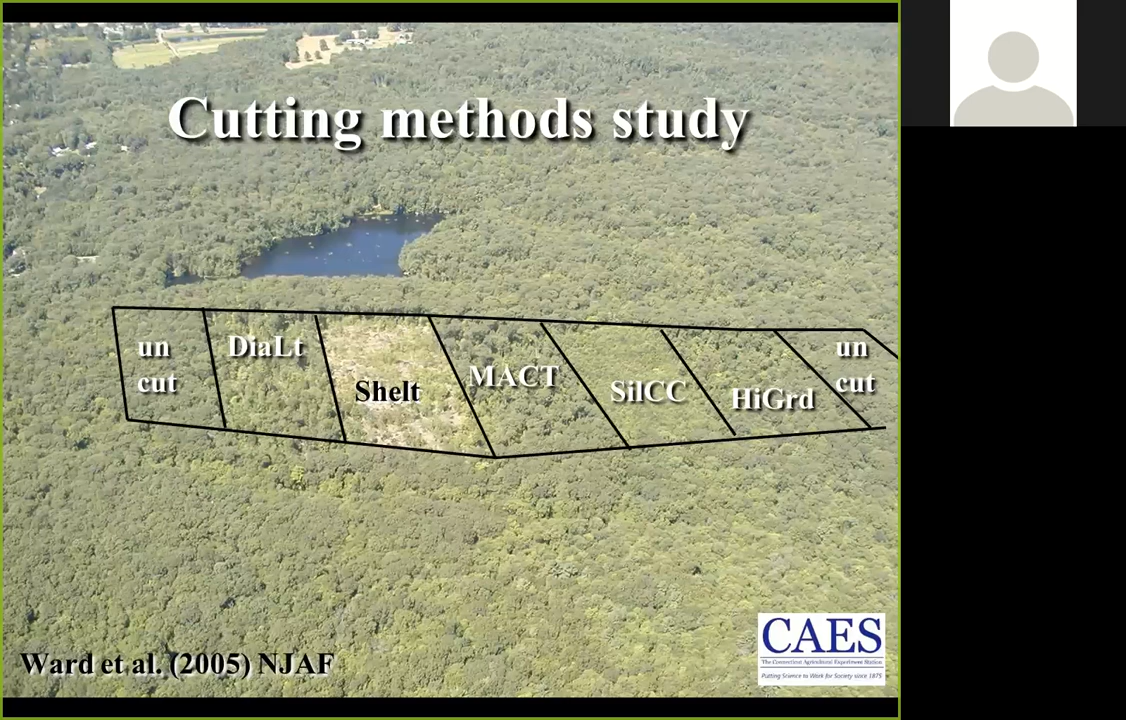 Cutting methods study
un
cut
DiaLt
Shelt
MACT
SilCC
HiGrd
un
cut
Ward et al. (2005) NJAF
CAES
The Connecticut Agricultural Experiment Station
Putting Science to Work for Society since 1875